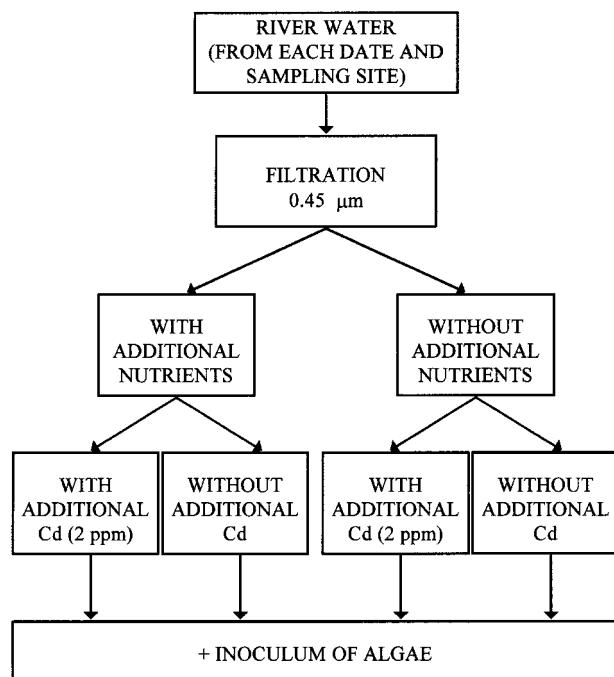 RIVER WATER
(FROM EACH DATE AND
SAMPLING SITE)
FILTRATION
0.45 μm
WITH
ADDITIONAL
NUTRIENTS
WITHOUT
ADDITIONAL
NUTRIENTS
WITH
ADDITIONAL
Cd (2 ppm)
WITHOUT
ADDITIONAL
Cd
WITH
ADDITIONAL
Cd (2 ppm)
WITHOUT
ADDITIONAL
Cd
+ INOCULUM OF ALGAE